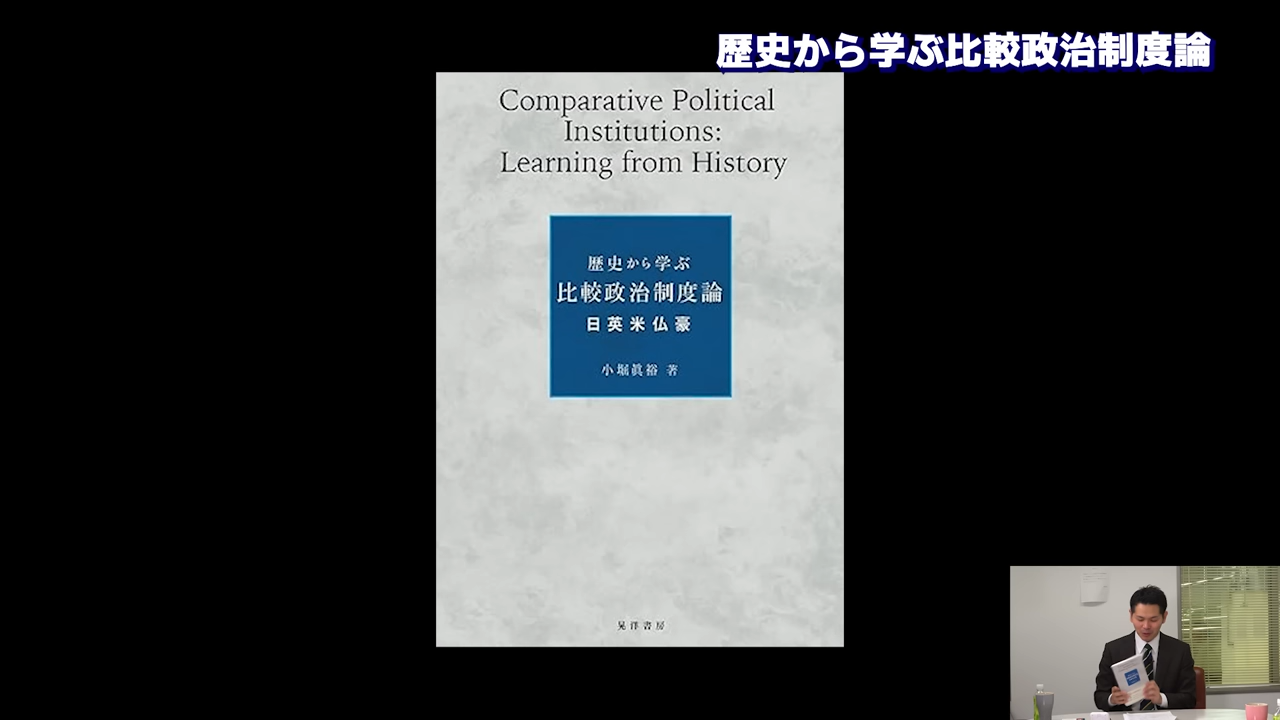 歴史から学ぶ比較政治制度論
Comparative Political
Institutions:
Learning from History
歴史から学ぶ
比較政治制度論
日英米仏豪
小堀眞裕 著
晃洋書房